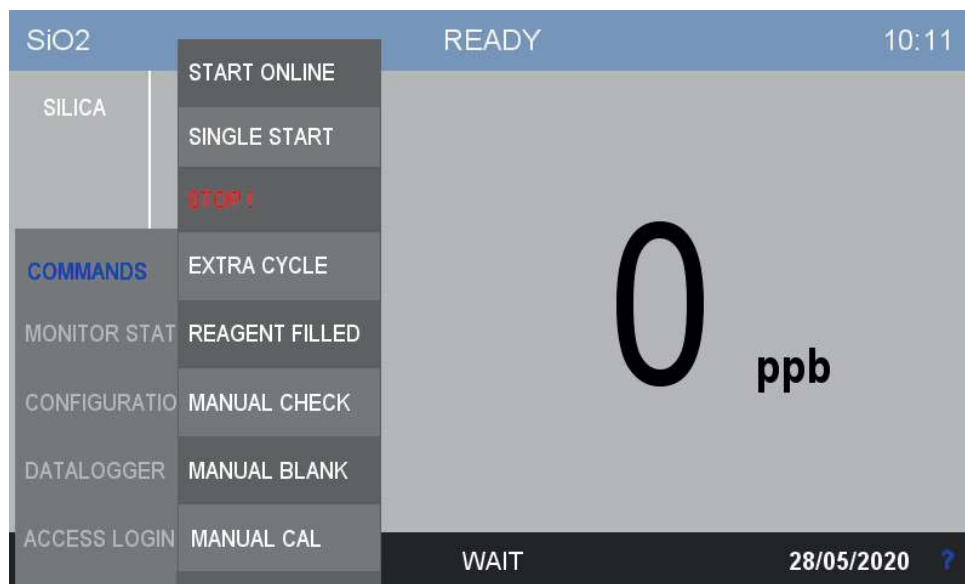 SiO2 READY 10:11
SILICA
START ONLINE
SINGLE START
STOP !
EXTRA CYCLE
REAGENT FILLED
MANUAL CHECK
MANUAL BLANK
MANUAL CAL
COMMANDS
MONITOR STAT
CONFIGURATIO
DATALOGGER
ACCESS LOGIN
0 ppb
WAIT 28/05/2020 ?